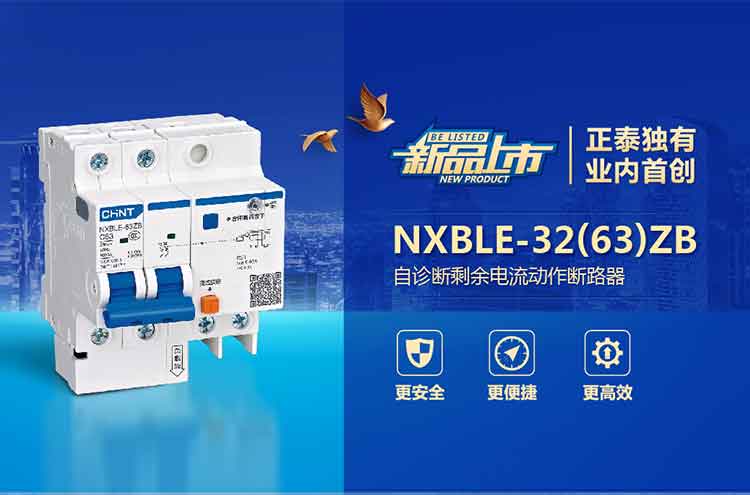 CHNT
NXBLE-63ZB
C63
BE LISTED
新品上市
NEW PRODUCT
正泰独有
业内首创
NXBLE-32(63)ZB
自诊断剩余电流动作断路器
更安全
更便捷
更高效